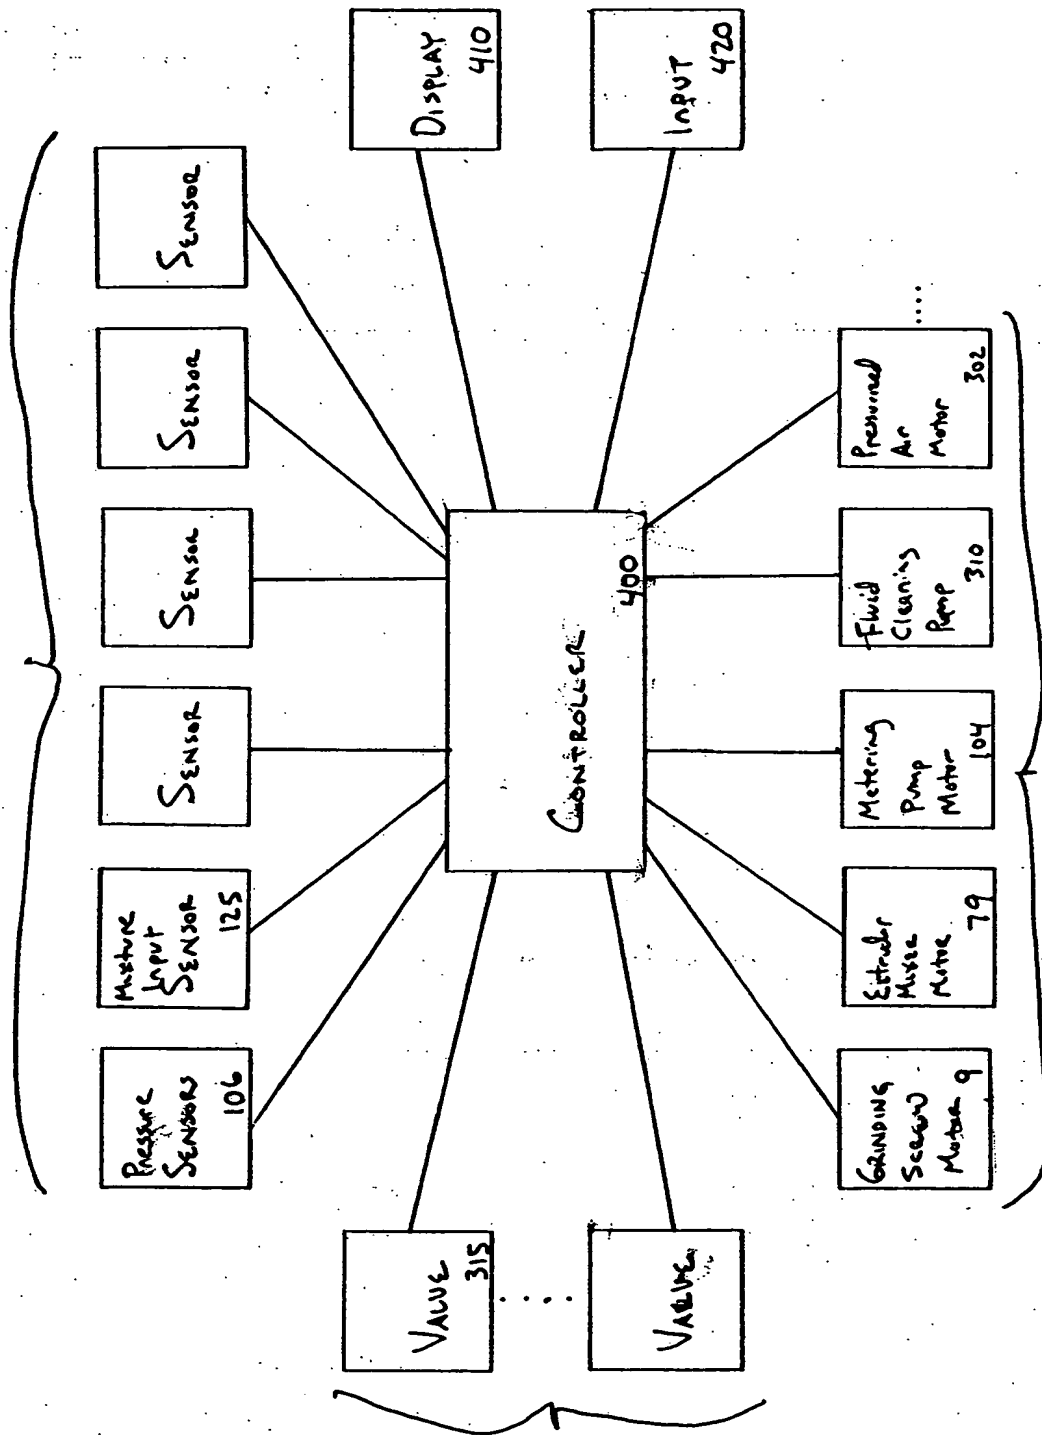 Pressure
SENSORS
106
Mixture
Input
SENSOR
125
SENSOR
SENSOR
SENSOR
SENSOR
VALUE
315
DISPLAY
410
CONTROLLER
400
INPUT
420
GRINDING
SCREW
Motor 9
Extruder
Mixer
Motor 79
Metering
Pump
Motor 104
Fluid
Cleaning
Pump 310
Pressurized
Air
Motor 302